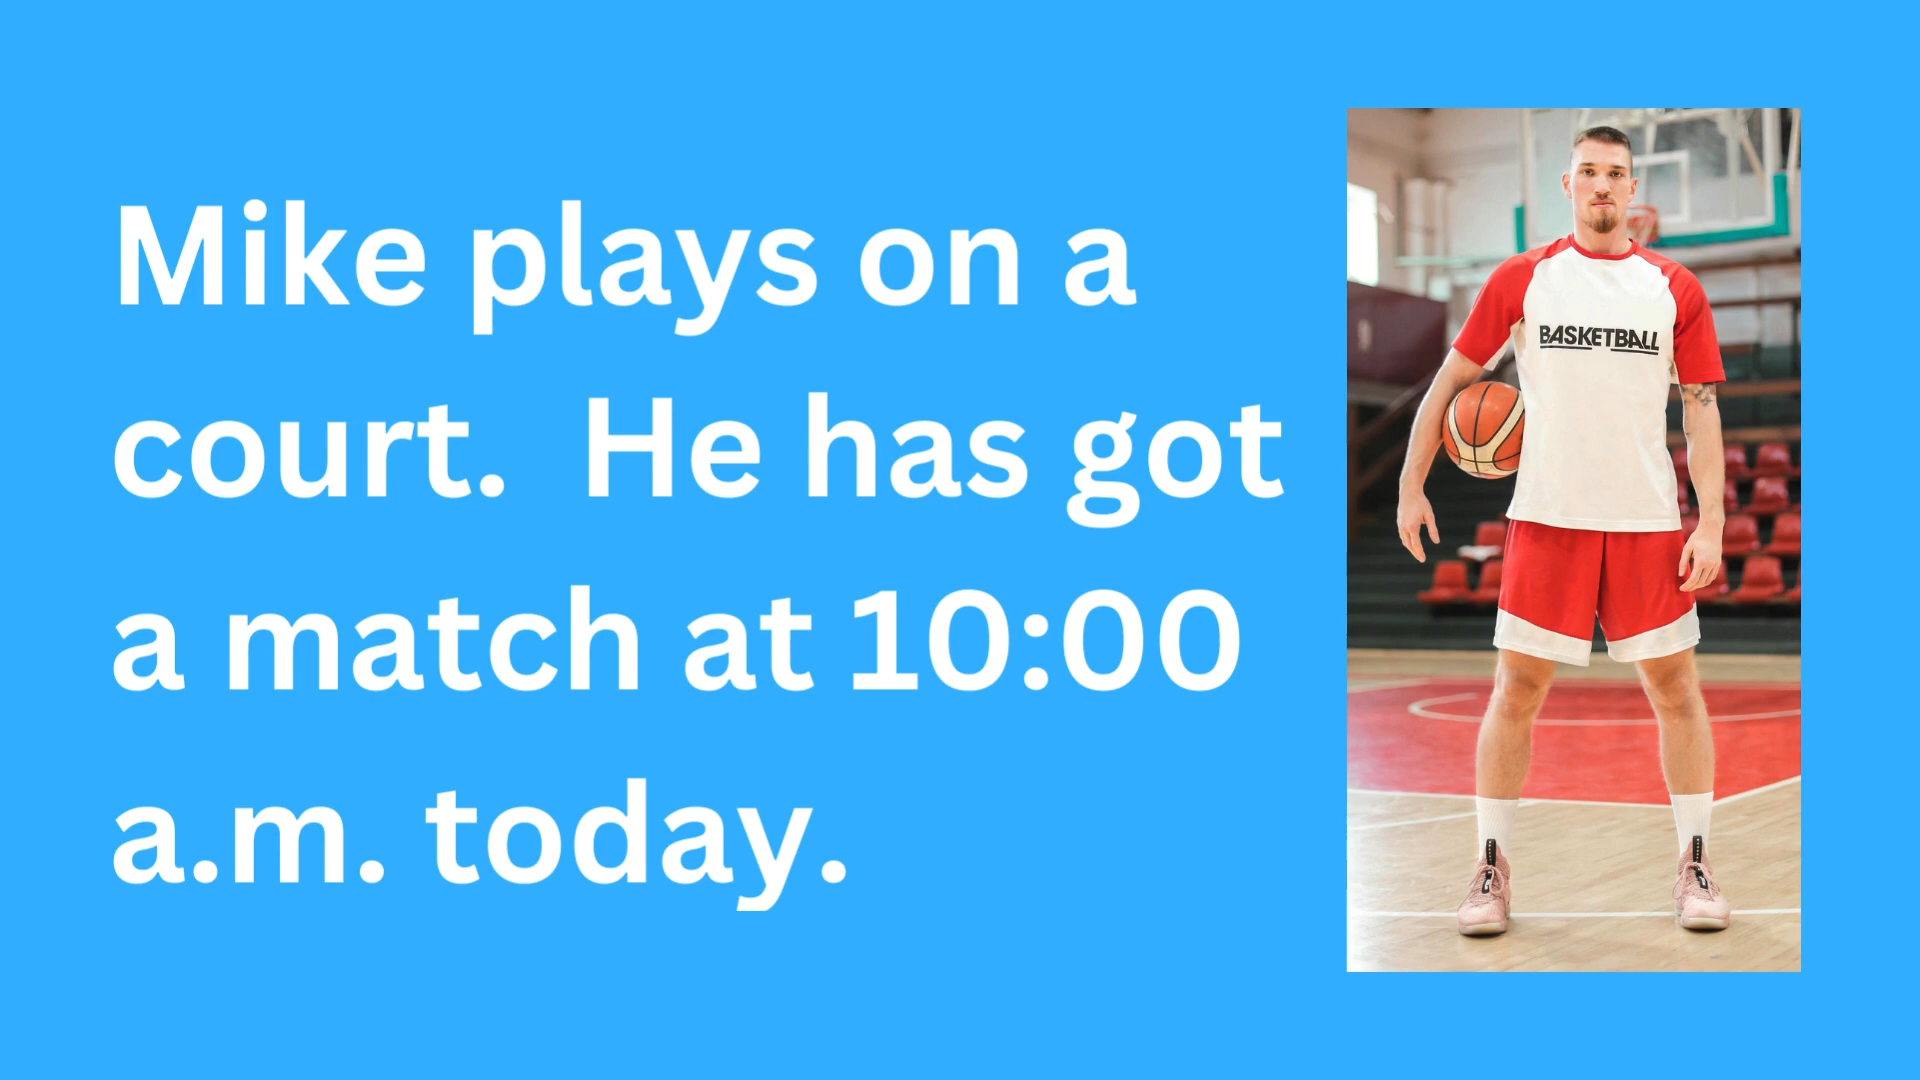 Mike plays on a
court.  He has got
a match at 10:00
a.m. today.
BASKETBALL